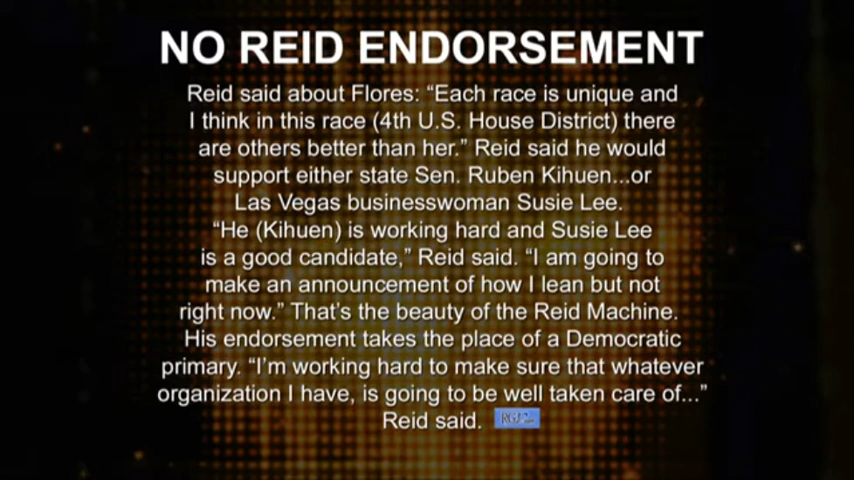 NO REID ENDORSEMENT
Reid said about Flores: “Each race is unique and
I think in this race (4th U.S. House District) there
are others better than her.” Reid said he would
support either state Sen. Ruben Kihuen...or
Las Vegas businesswoman Susie Lee.
“He (Kihuen) is working hard and Susie Lee
is a good candidate,” Reid said. “I am going to
make an announcement of how I lean but not
right now.” That’s the beauty of the Reid Machine.
His endorsement takes the place of a Democratic
primary. “I’m working hard to make sure that whatever
organization I have, is going to be well taken care of...”
Reid said.